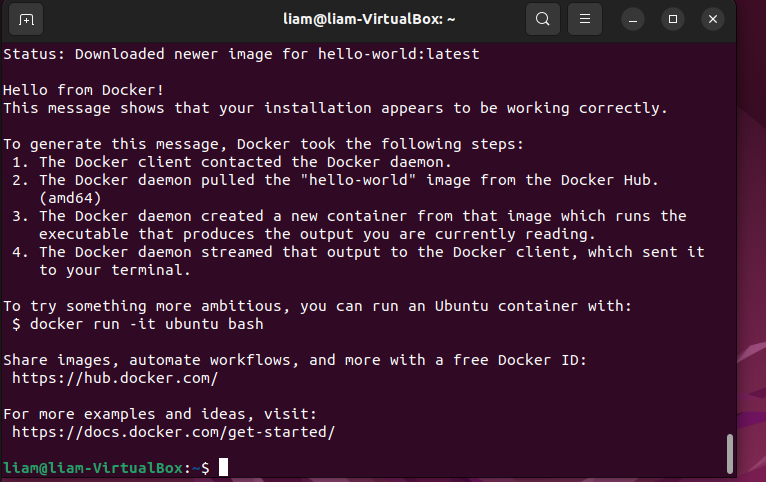 liam@liam-VirtualBox: ~
Status: Downloaded newer image for hello-world:latest
Hello from Docker!
This message shows that your installation appears to be working correctly.
To generate this message, Docker took the following steps:
1. The Docker client contacted the Docker daemon.
2. The Docker daemon pulled the "hello-world" image from the Docker Hub.
(amd64)
3. The Docker daemon created a new container from that image which runs the
executable that produces the output you are currently reading.
4. The Docker daemon streamed that output to the Docker client, which sent it
to your terminal.
To try something more ambitious, you can run an Ubuntu container with:
$ docker run -it ubuntu bash
Share images, automate workflows, and more with a free Docker ID:
https://hub.docker.com/
For more examples and ideas, visit:
https://docs.docker.com/get-started/
liam@liam-VirtualBox:~$